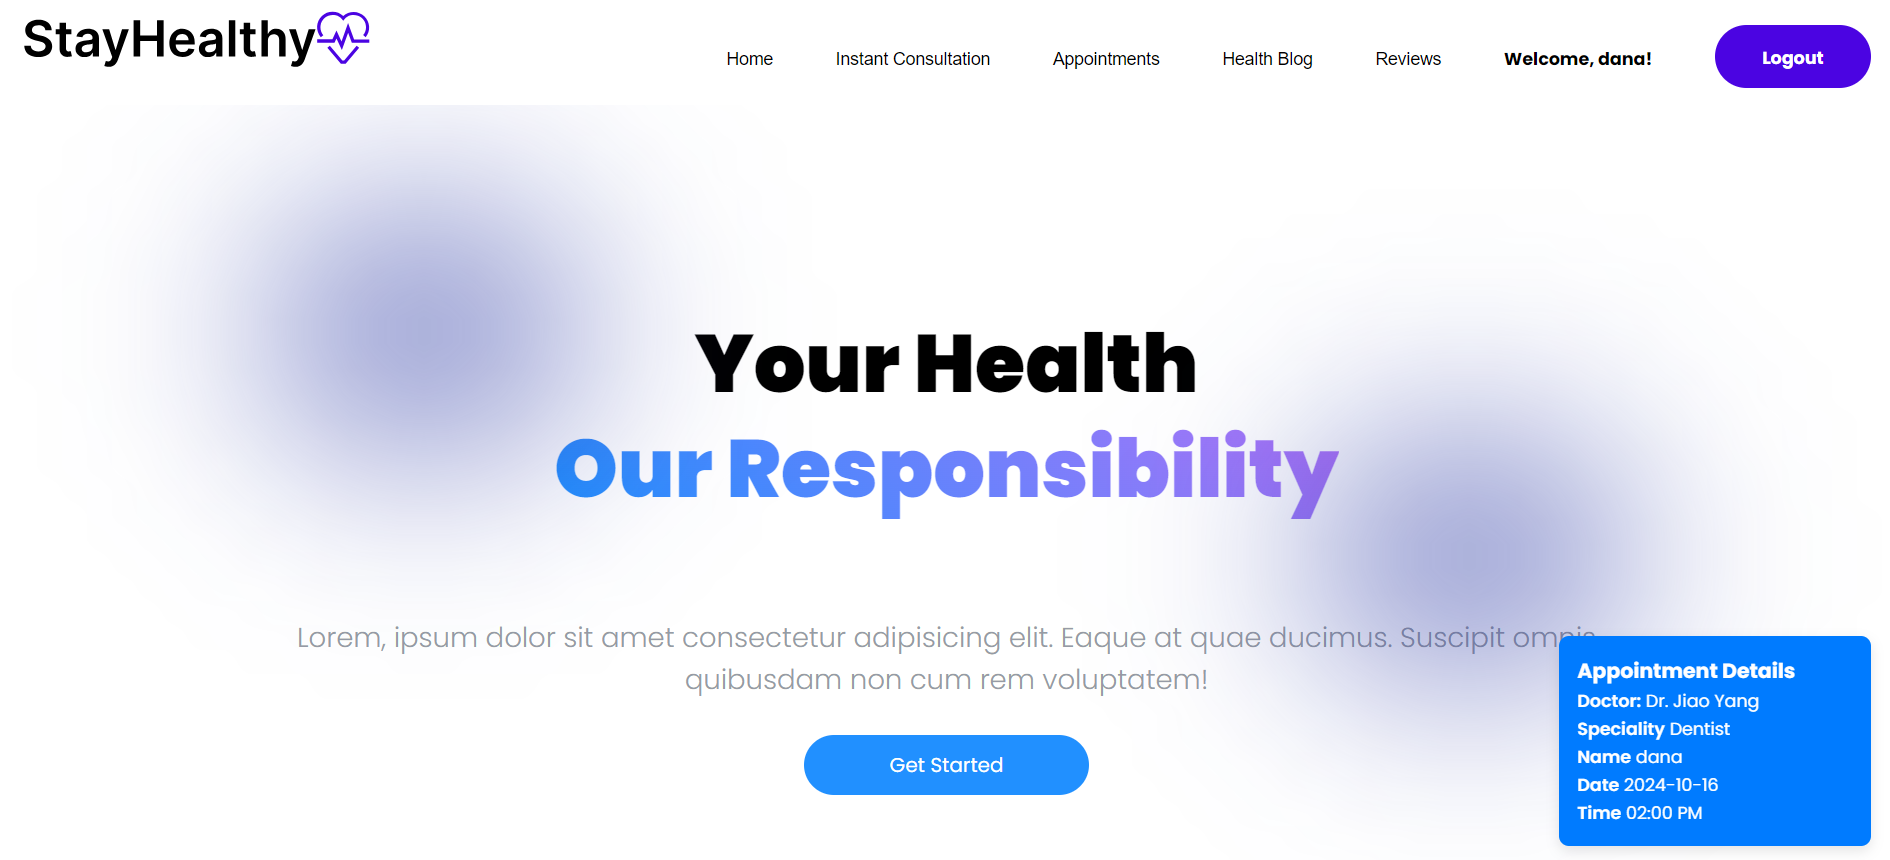 StayHealthy
Home
Instant Consultation
Appointments
Health Blog
Reviews
Welcome, dana!
Logout
Your Health
Our Responsibility
Lorem, ipsum dolor sit amet consectetur adipisicing elit. Eaque at quae ducimus. Suscipit omnis
quibusdam non cum rem voluptatem!
Get Started
Appointment Details
Doctor: Dr. Jiao Yang
Speciality Dentist
Name dana
Date 2024-10-16
Time 02:00 PM